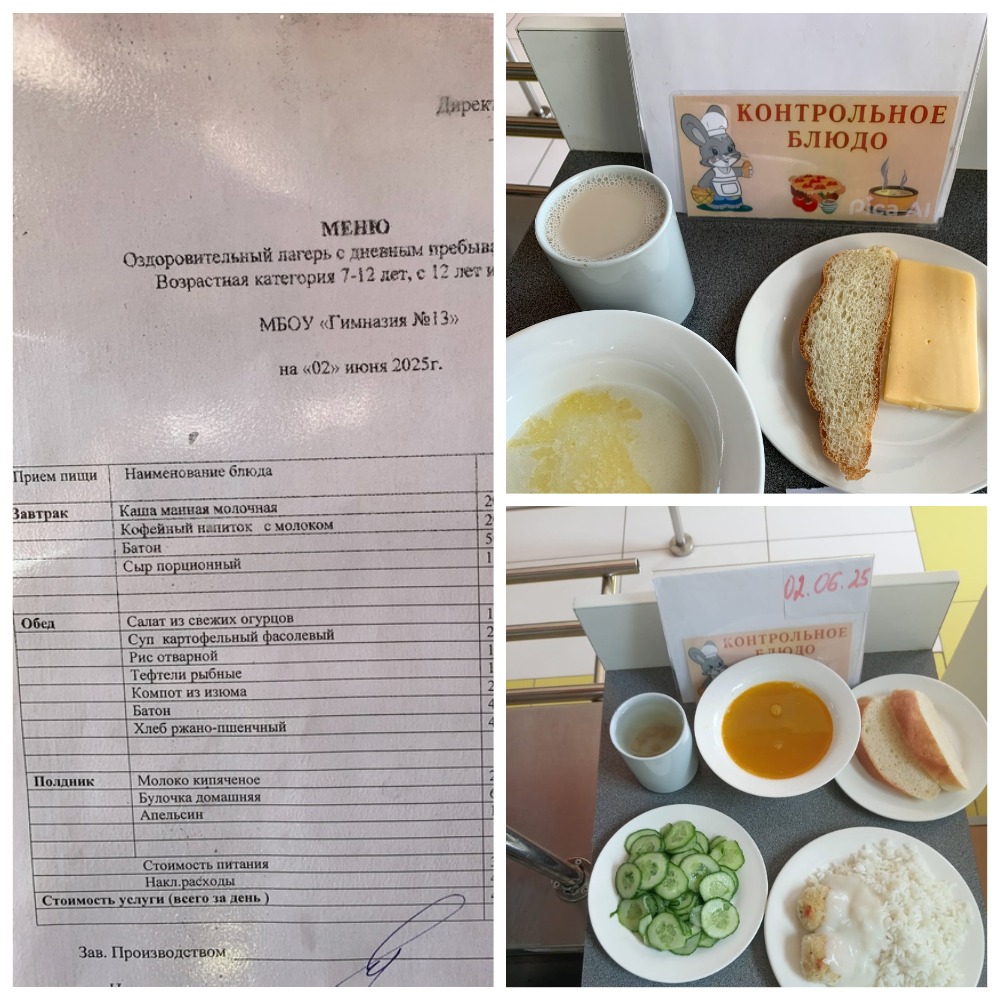 МЕНЮ
Оздоровительный лагерь с дневным
Возрастная категория 7-12 лет, с 12 лет и
МБОУ «Гимназия №13»
на «02» июня 2025г.
Прием пищи Наименование блюда
Завтрак Каша манная молочная
Кофейный напиток с молоком
Батон
Сыр порционный
Обед Салат из свежих огурцов
Суп картофельный фасолевый
Рис отварной
Тефтели рыбные
Компот из изюма
Батон
Хлеб ржано-пшенчный
Полдник Молоко кипяченое
Булочка домашняя
Апельсин
Стоимость питания
Накл.расходы
Стоимость услуги (всего за день )
Зав. Производством
КОНТРОЛЬНОЕ
БЛЮДО
Pica AI
02.06.25
КОНТРОЛЬНОЕ
БЛЮДО